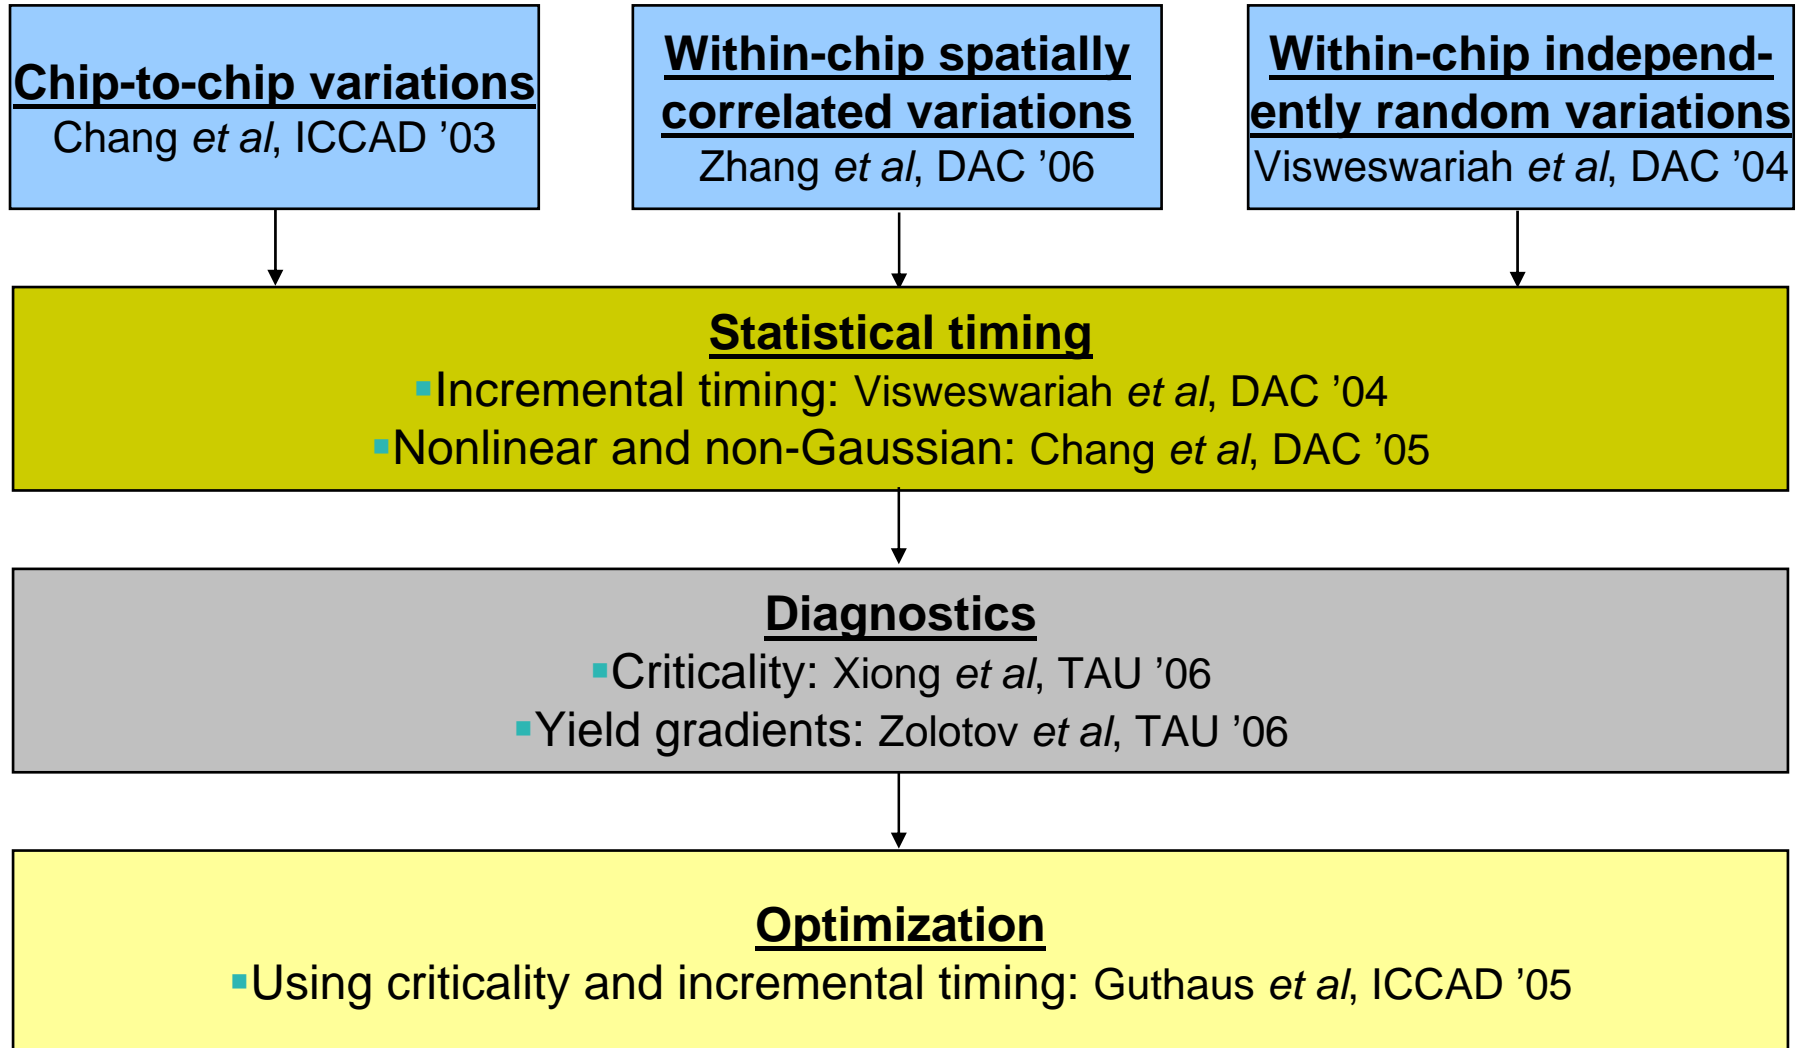 Chip-to-chip variations
Chang et al, ICCAD '03
Within-chip spatially
correlated variations
Zhang et al, DAC '06
Within-chip independ-
ently random variations
Visweswariah et al, DAC '04
Statistical timing
▪Incremental timing: Visweswariah et al, DAC ’04
▪Nonlinear and non-Gaussian: Chang et al, DAC ’05
Diagnostics
▪Criticality: Xiong et al, TAU ’06
▪Yield gradients: Zolotov et al, TAU ’06
Optimization
▪Using criticality and incremental timing: Guthaus et al, ICCAD ’05